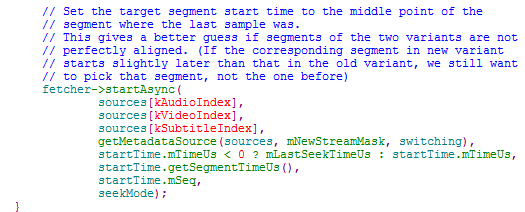 // Set the target segment start time to the middle point of the
// segment where the last sample was.
// This gives a better guess if segments of the two variants are not
// perfectly aligned. (If the corresponding segment in new variant
// starts slightly later than that in the old variant, we still want
// to pick that segment, not the one before)
fetcher->startAsync(
sources[kAudioIndex],
sources[kVideoIndex],
sources[kSubtitleIndex],
getMetadataSource(sources, mNewStreamMask, switching),
startTime.mTimeUs < 0 ? mLastSeekTimeUs : startTime.mTimeUs,
startTime.getSegmentTimeUs(),
startTime.mSeq,
seekMode);
}